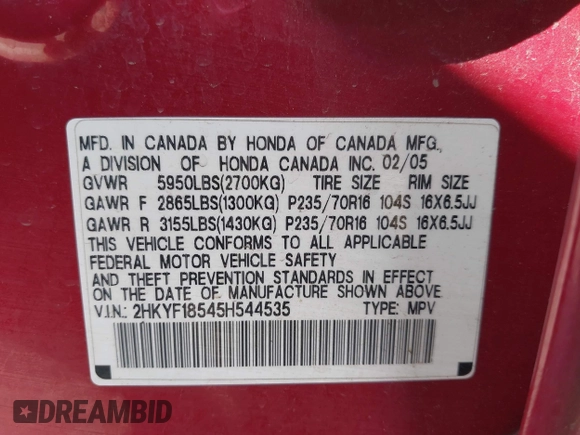 MFD. IN CANADA BY HONDA OF CANADA MFG.,
A DIVISION OF HONDA CANADA INC. 02/05
GVWR 5950LBS(2700KG) TIRE SIZE RIM SIZE
GAWR F 2865LBS(1300KG) P235/70R16 104S 16X6.5JJ
GAWR R 3155LBS(1430KG) P235/70R16 104S 16X6.5JJ
THIS VEHICLE CONFORMS TO ALL APPLICABLE
FEDERAL MOTOR VEHICLE SAFETY
AND THEFT PREVENTION STANDARDS IN EFFECT
ON THE DATE OF MANUFACTURE SHOWN ABOVE.
V.I.N.: 2HKYF18545H544535 TYPE: MPV
DREAMBID